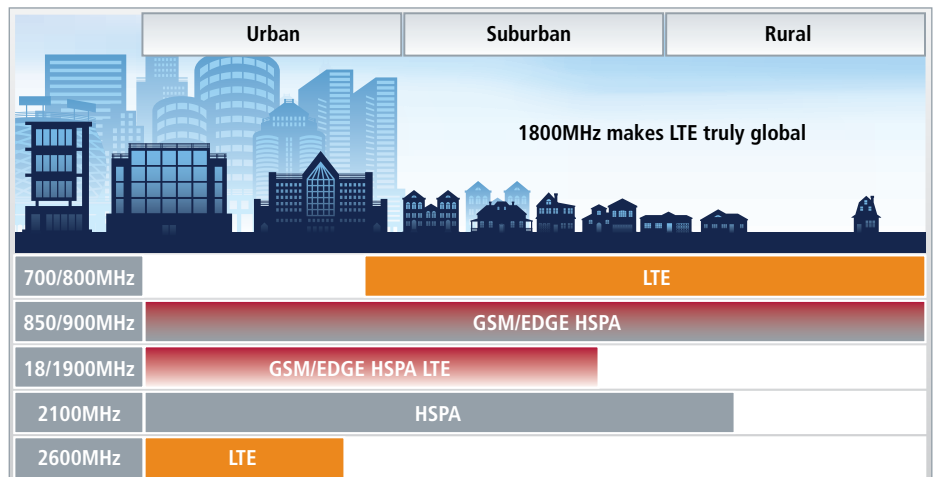 Urban Suburban Rural
1800MHz makes LTE truly global
700/800MHz LTE
850/900MHz GSM/EDGE HSPA
18/1900MHz GSM/EDGE HSPA LTE
2100MHz HSPA
2600MHz LTE